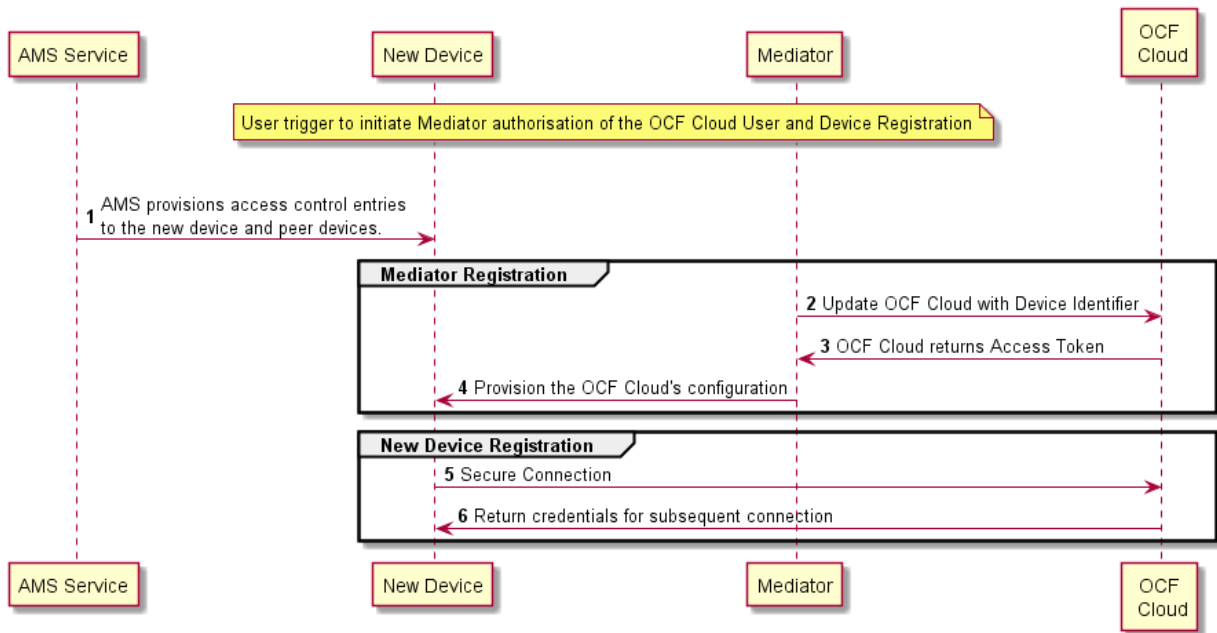 AMS Service
New Device
Mediator
OCF
Cloud
User trigger to initiate Mediator authorisation of the OCF Cloud User and Device Registration
1 AMS provisions access control entries
to the new device and peer devices.
Mediator Registration
2 Update OCF Cloud with Device Identifier
3 OCF Cloud returns Access Token
4 Provision the OCF Cloud's configuration
New Device Registration
5 Secure Connection
6 Return credentials for subsequent connection
AMS Service
New Device
Mediator
OCF
Cloud